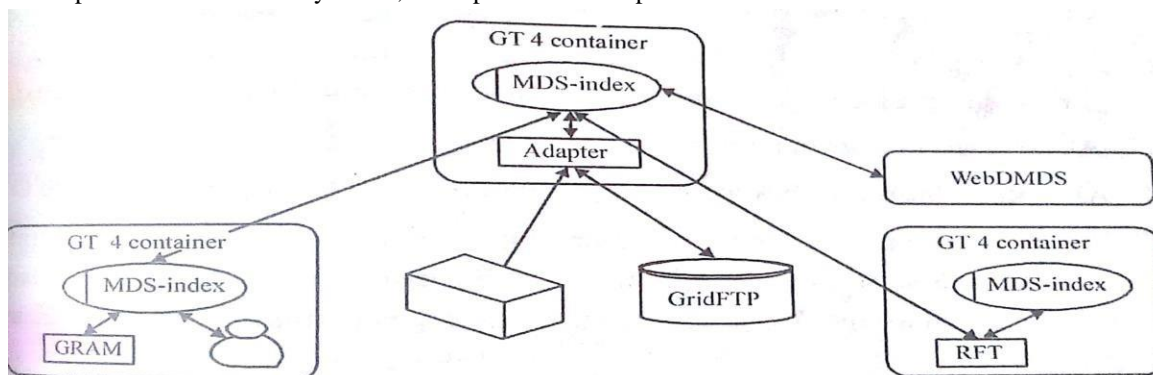 GT 4 container
MDS-index
Adapter
WebDMDS
GT 4 container
MDS-index
GRAM
GridFTP
GT 4 container
MDS-index
RFT